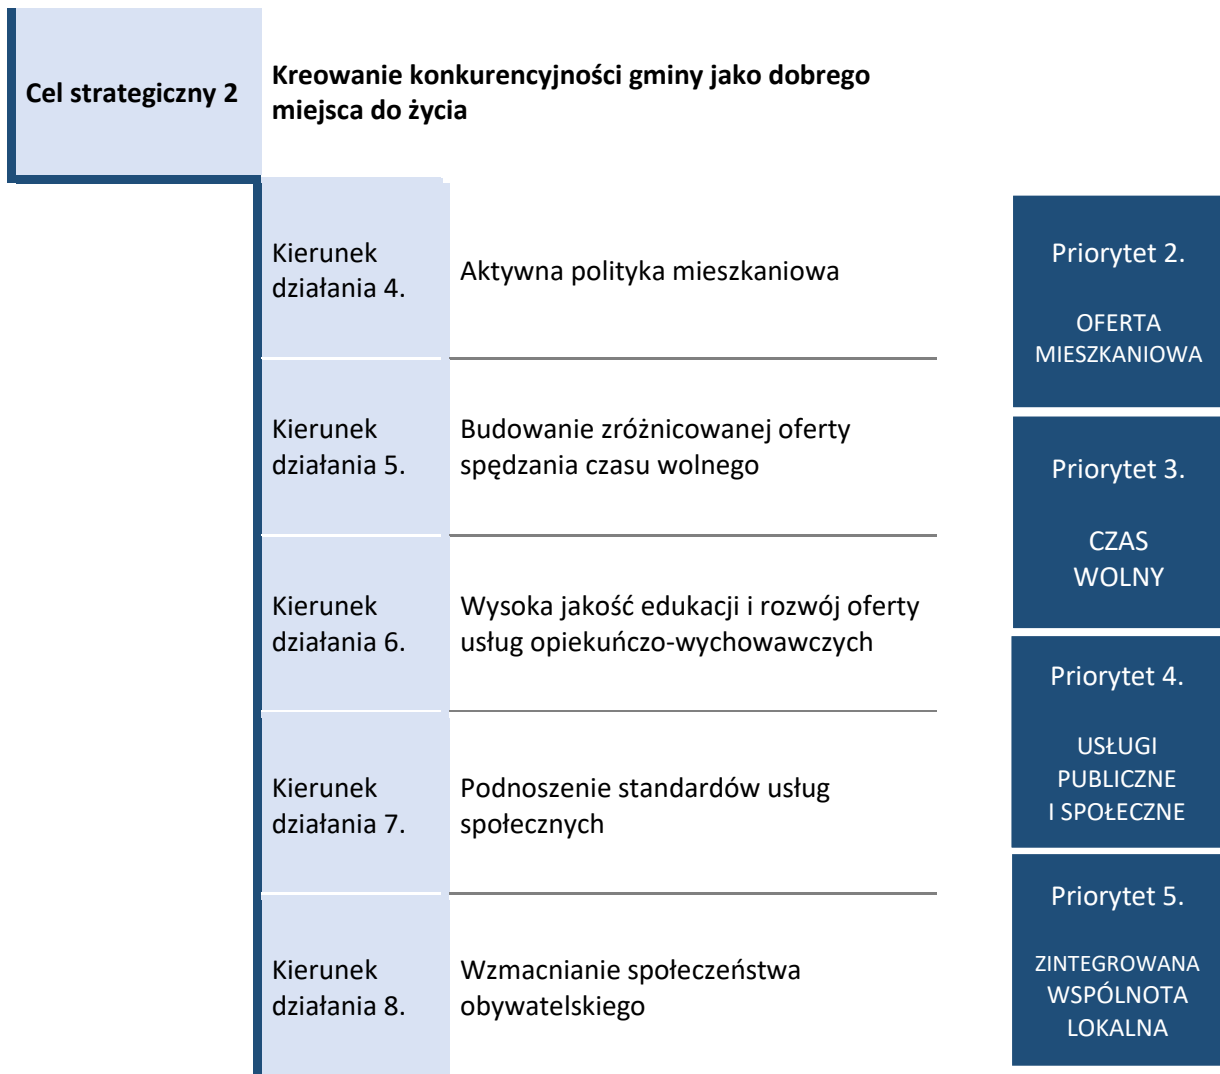 Cel strategiczny 2
Kreowanie konkurencyjności gminy jako dobrego
miejsca do życia
Kierunek
działania 4.
Aktywna polityka mieszkaniowa
Kierunek
działania 5.
Budowanie zróżnicowanej oferty
spędzania czasu wolnego
Kierunek
działania 6.
Wysoka jakość edukacji i rozwój oferty
usług opiekuńczo-wychowawczych
Kierunek
działania 7.
Podnoszenie standardów usług
społecznych
Kierunek
działania 8.
Wzmacnianie społeczeństwa
obywatelskiego
Priorytet 2.
OFERTA
MIESZKANIOWA
Priorytet 3.
CZAS
WOLNY
Priorytet 4.
USŁUGI
PUBLICZNE
I SPOŁECZNE
Priorytet 5.
ZINTEGROWANA
WSPÓLNOTA
LOKALNA